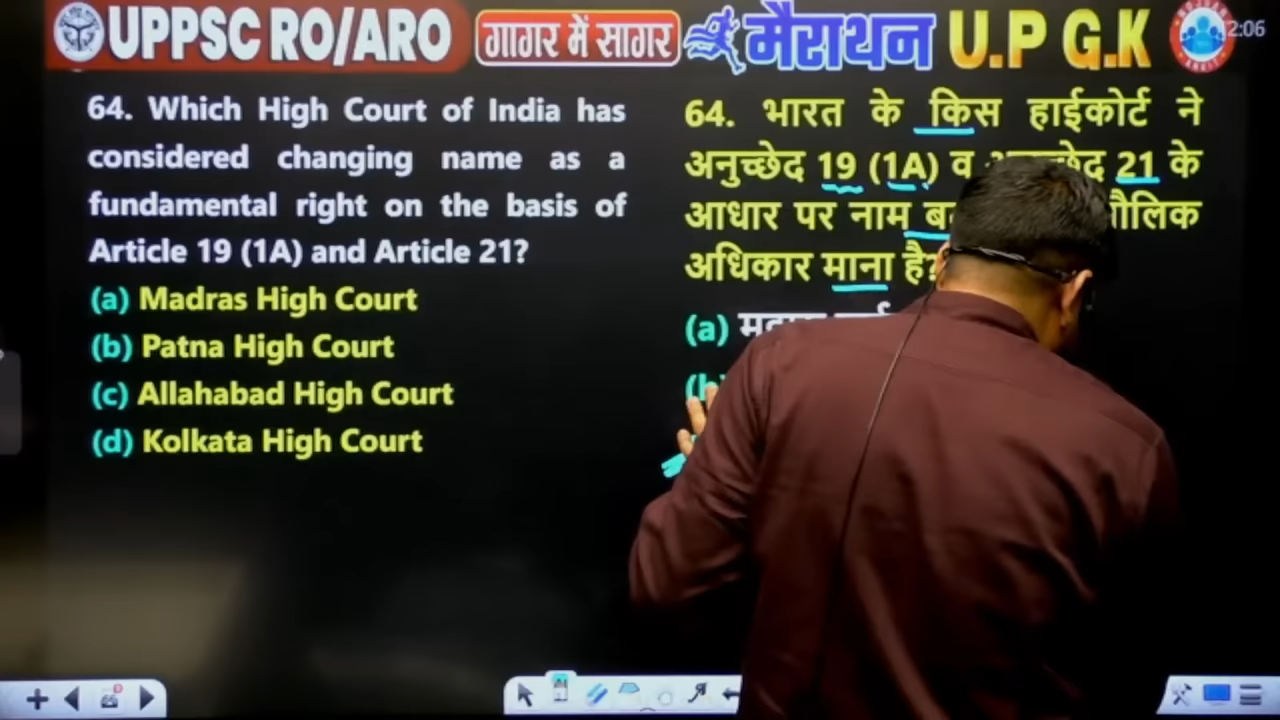 UPPSC RO/ARO
गागर में सागर
मैराथन
U.P G.K
2:06
64. Which High Court of India has
considered changing name as a
fundamental right on the basis of
Article 19 (1A) and Article 21?
(a) Madras High Court
(b) Patna High Court
(c) Allahabad High Court
(d) Kolkata High Court
64. भारत के किस हाईकोर्ट ने
अनुच्छेद 19 (1A) व 21 के
आधार पर नाम
अधिकार माना है?
(a)